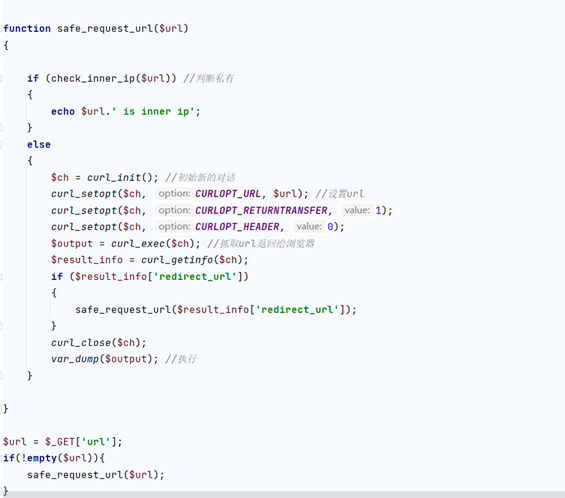 function safe_request_url($url)
{
if (check_inner_ip($url)) //判断私有
{
echo $url.' is inner ip';
}
else
{
$ch = curl_init(); //初始新的对话
curl_setopt($ch, option: CURLOPT_URL, $url); //设置url
curl_setopt($ch, option: CURLOPT_RETURNTRANSFER, value: 1);
curl_setopt($ch, option: CURLOPT_HEADER, value: 0);
$output = curl_exec($ch); //抓取url返回给浏览器
$result_info = curl_getinfo($ch);
if ($result_info['redirect_url'])
{
safe_request_url($result_info['redirect_url']);
}
curl_close($ch);
var_dump($output); //执行
}
}
$url = $_GET['url'];
if(!empty($url)){
safe_request_url($url);
}